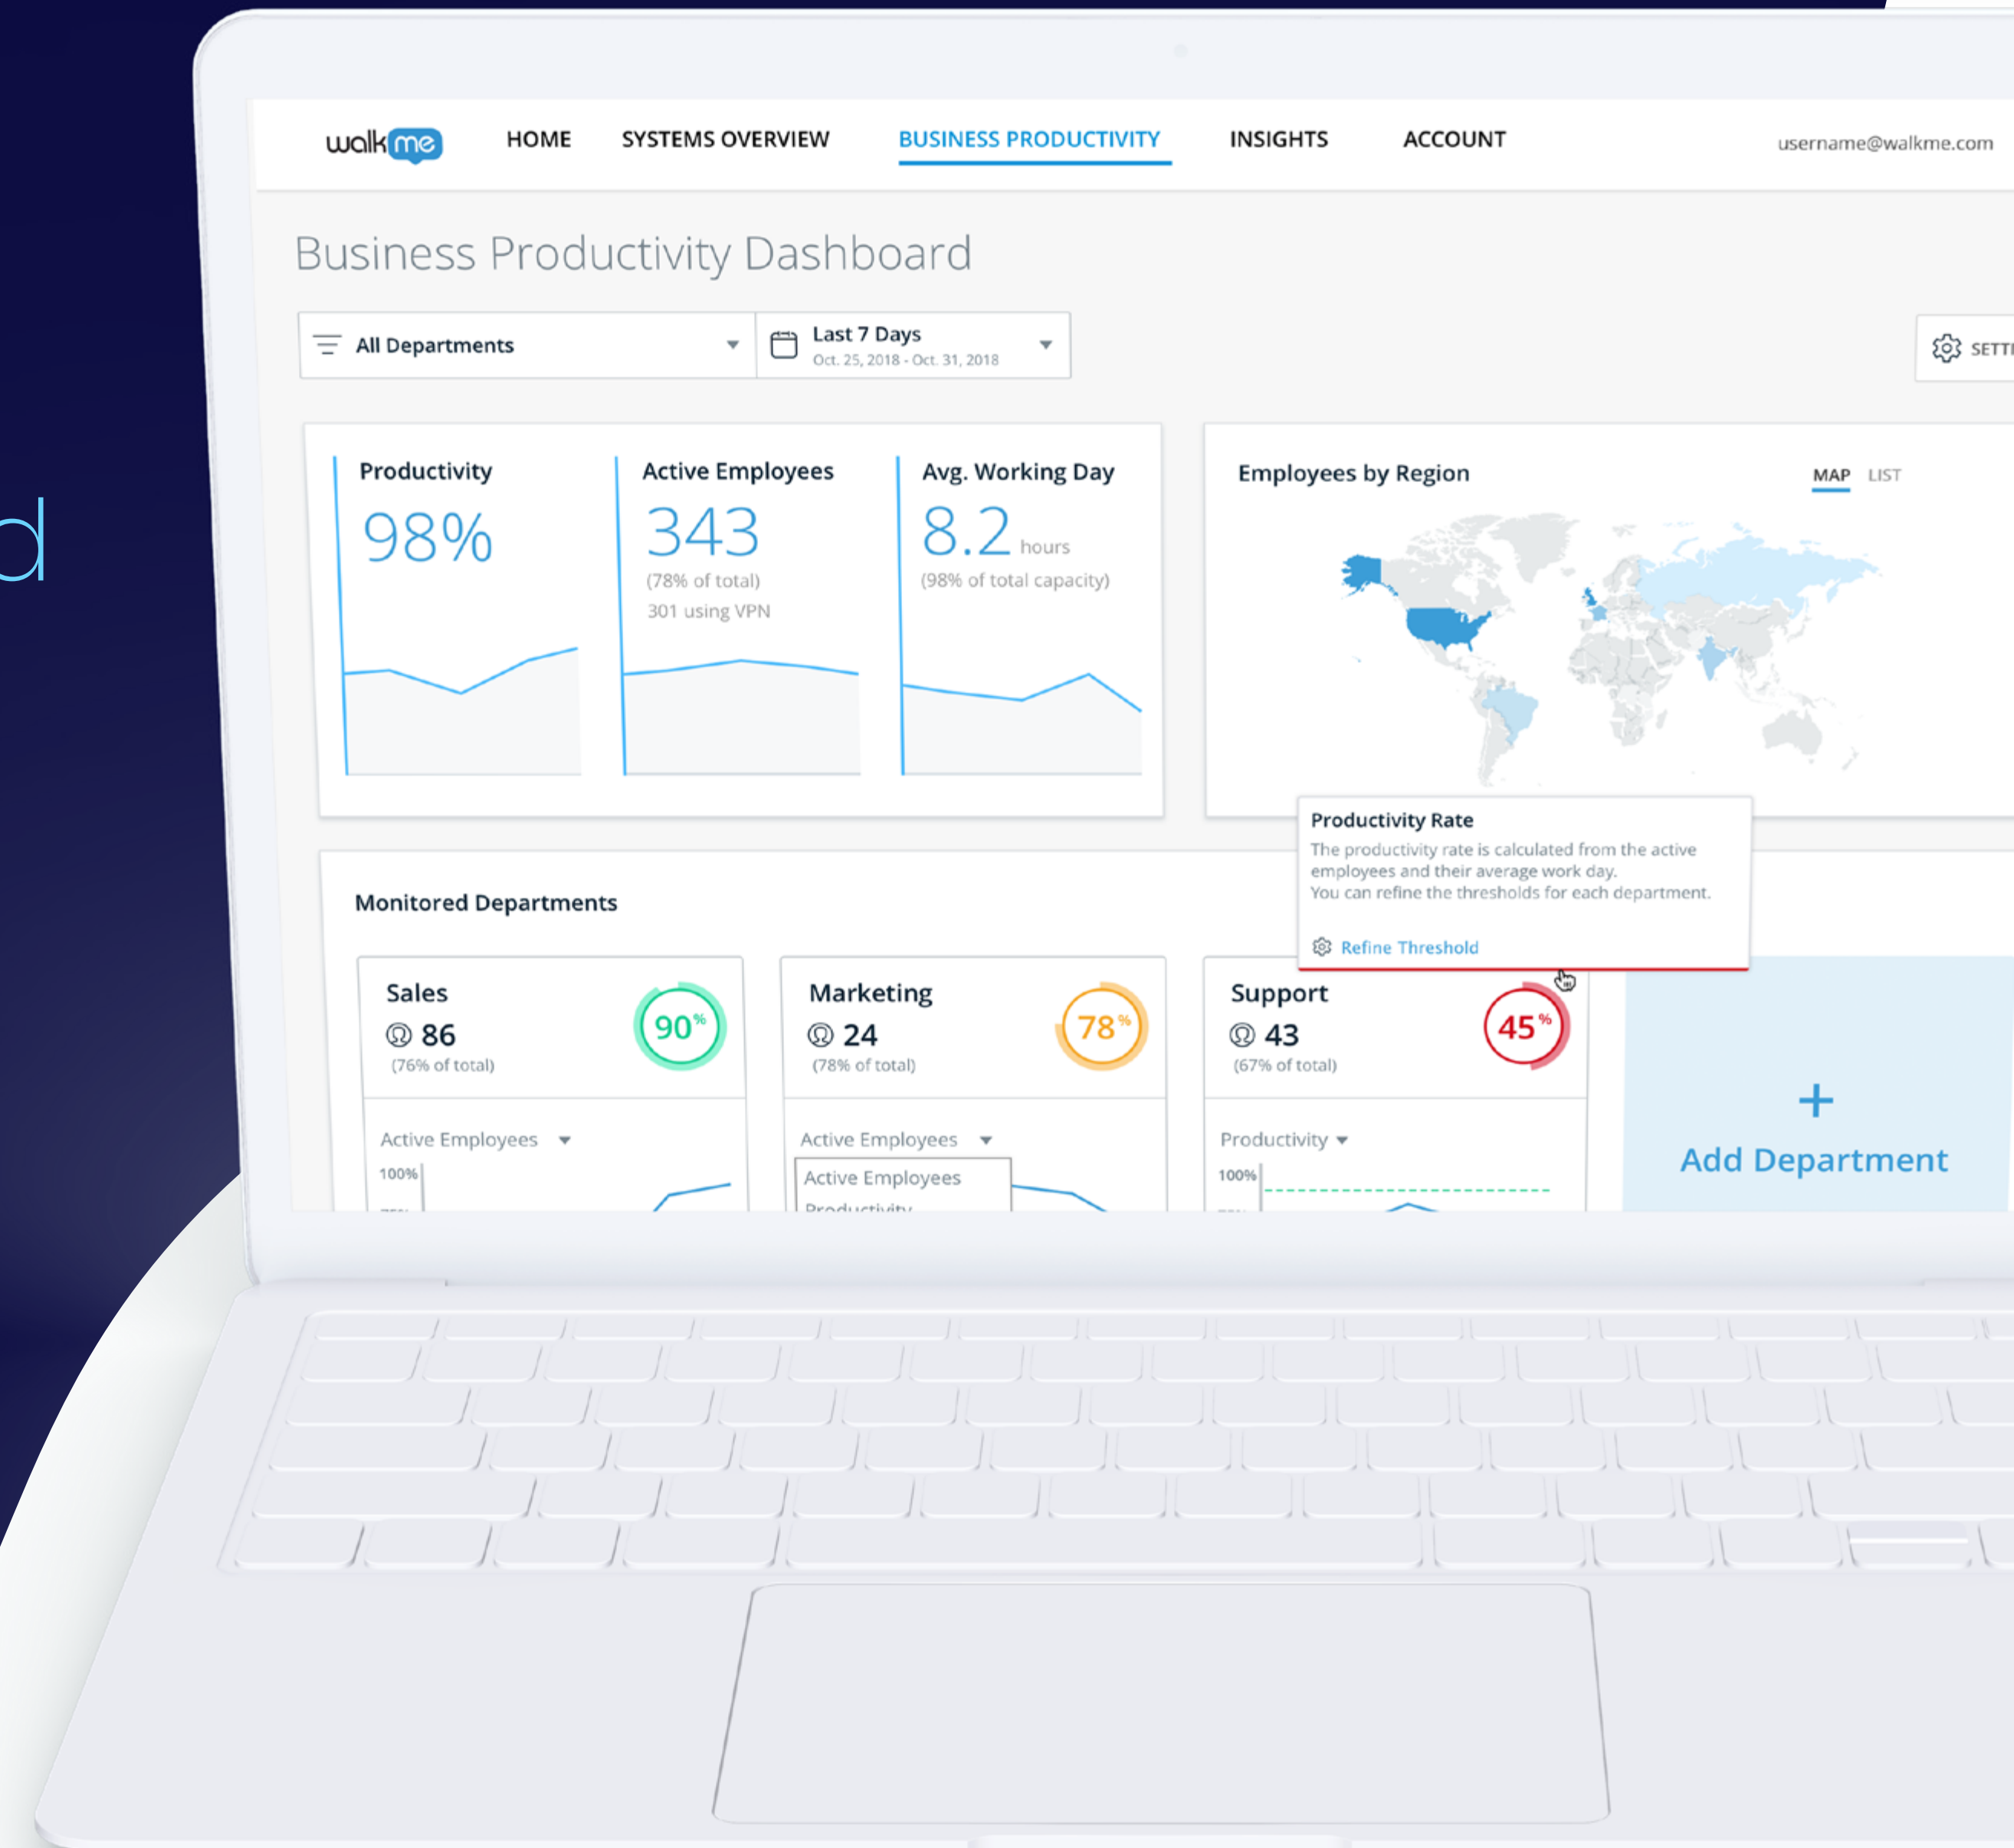 walkme
HOME
SYSTEMS OVERVIEW
BUSINESS PRODUCTIVITY
INSIGHTS
ACCOUNT
username@walkme.com
Business Productivity Dashboard
All Departments
Last 7 Days
Oct. 25, 2018 - Oct. 31, 2018
SETTI
d
Productivity
98%
Active Employees
343
(78% of total)
301 using VPN
Avg. Working Day
8.2 hours
(98% of total capacity)
Employees by Region
MAP LIST
Productivity Rate
The productivity rate is calculated from the active
employees and their average work day.
You can refine the thresholds for each department.
Refine Threshold
Monitored Departments
Sales
86
(76% of total)
90%
Active Employees
100%
Marketing
24
(78% of total)
78%
Active Employees
Active Employees
Productivity
Support
43
(67% of total)
45%
Productivity
100%
+
Add Department